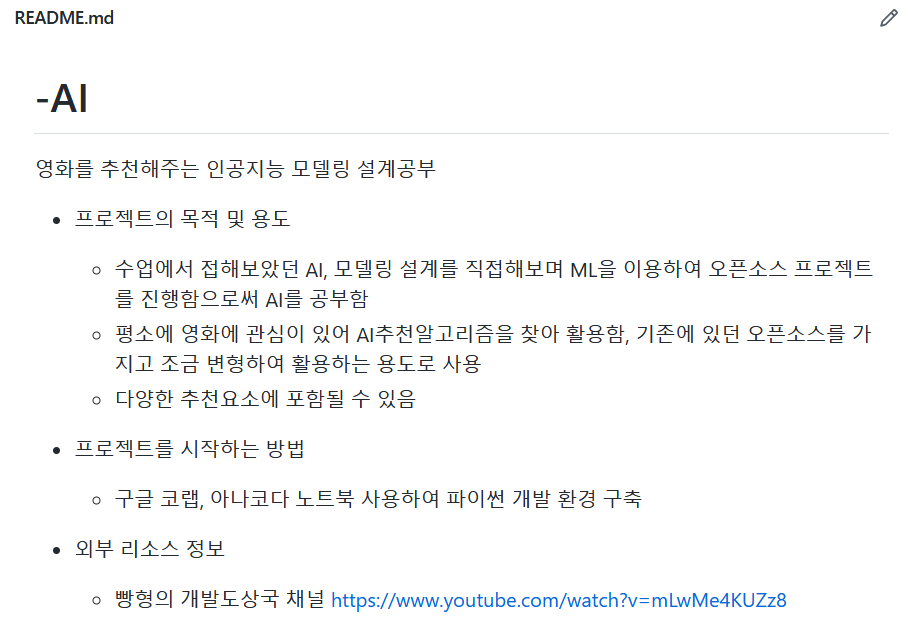 README.md
-AI
영화를 추천해주는 인공지능 모델링 설계공부
프로젝트의 목적 및 용도
수업에서 접해보았던 AI, 모델링 설계를 직접해보며 ML을 이용하여 오픈소스 프로젝트
를 진행함으로써 AI를 공부함
평소에 영화에 관심이 있어 AI추천알고리즘을 찾아 활용함, 기존에 있던 오픈소스를 가
지고 조금 변형하여 활용하는 용도로 사용
다양한 추천요소에 포함될 수 있음
프로젝트를 시작하는 방법
구글 코랩, 아나코다 노트북 사용하여 파이썬 개발 환경 구축
외부 리소스 정보
빵형의 개발도상국 채널 https://www.youtube.com/watch?v=mLwMe4KUZz8